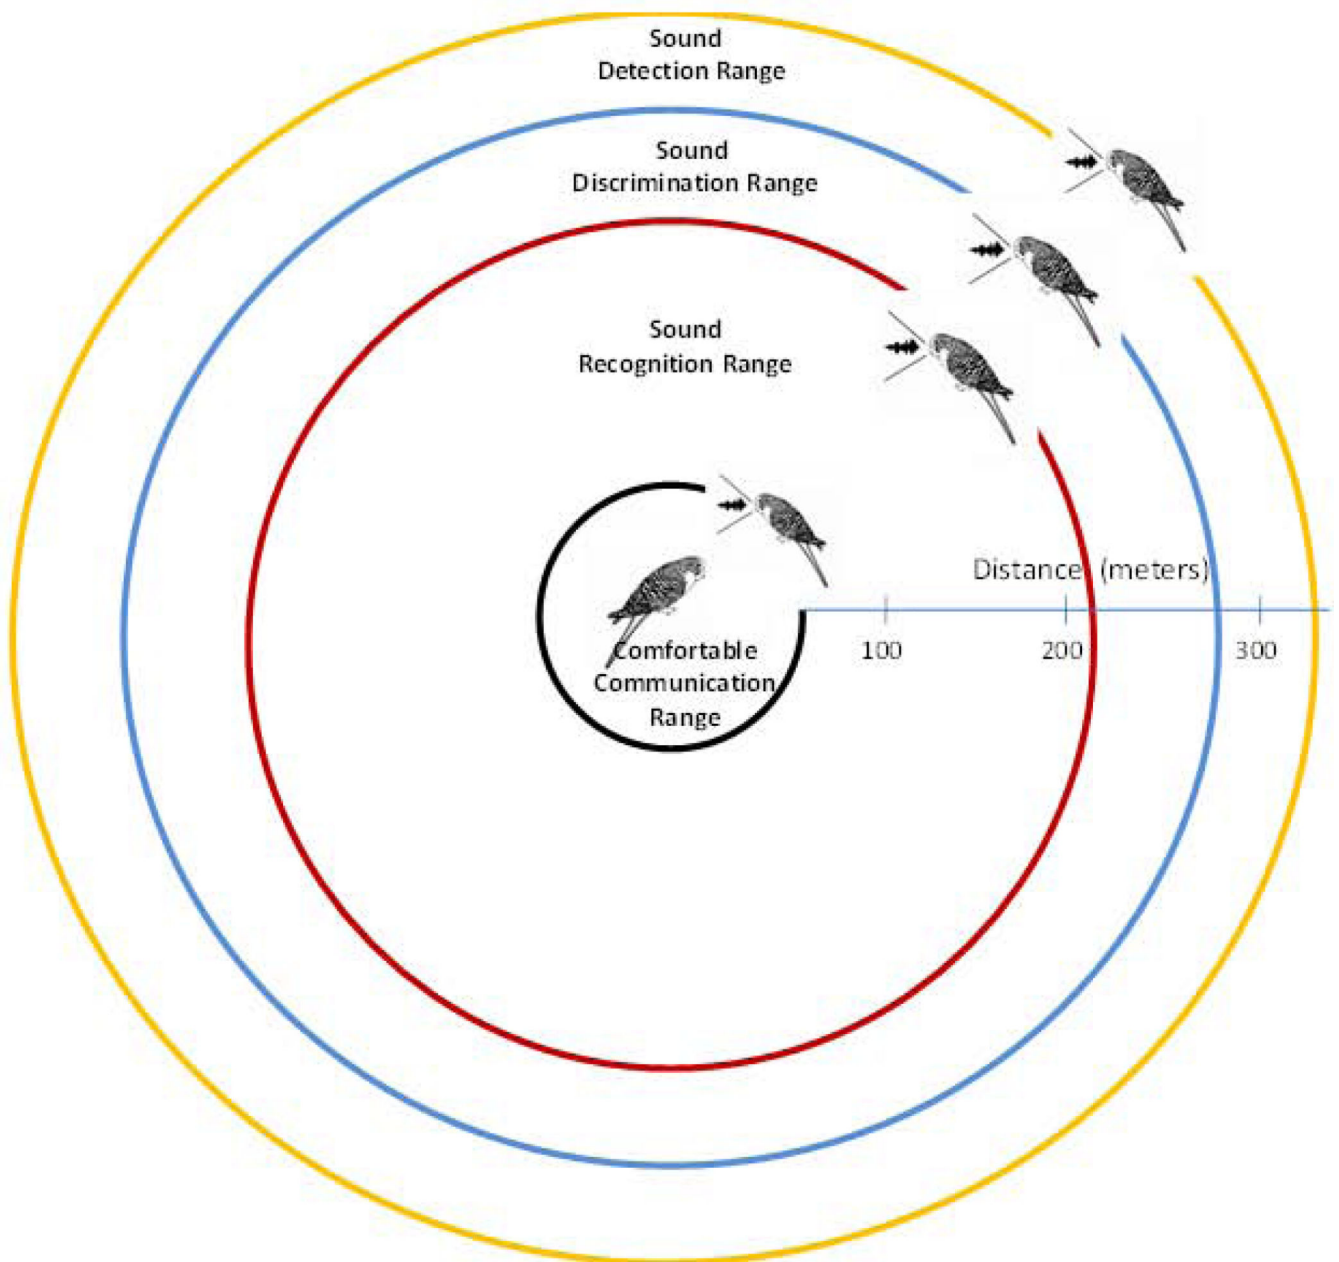 Sound
Detection Range
Sound
Discrimination Range
Sound
Recognition Range
Distance (meters)
100
200
300
Comfortable
Communication
Range